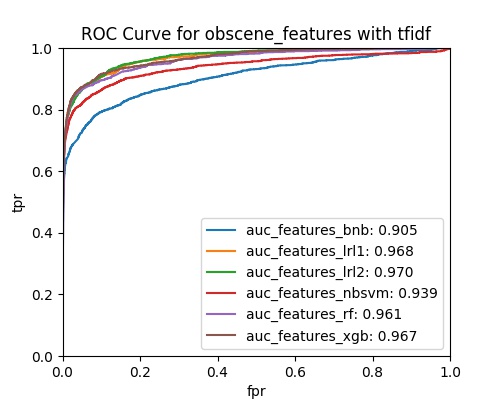 ROC Curve for obscene_features with tfidf
tpr
1.0
0.8
0.6
0.4
0.2
0.0
auc_features_bnb: 0.905
auc_features_lrl1: 0.968
auc_features_lrl2: 0.970
auc_features_nbsvm: 0.939
auc_features_rf: 0.961
auc_features_xgb: 0.967
0.0 0.2 0.4 0.6 0.8 1.0
fpr